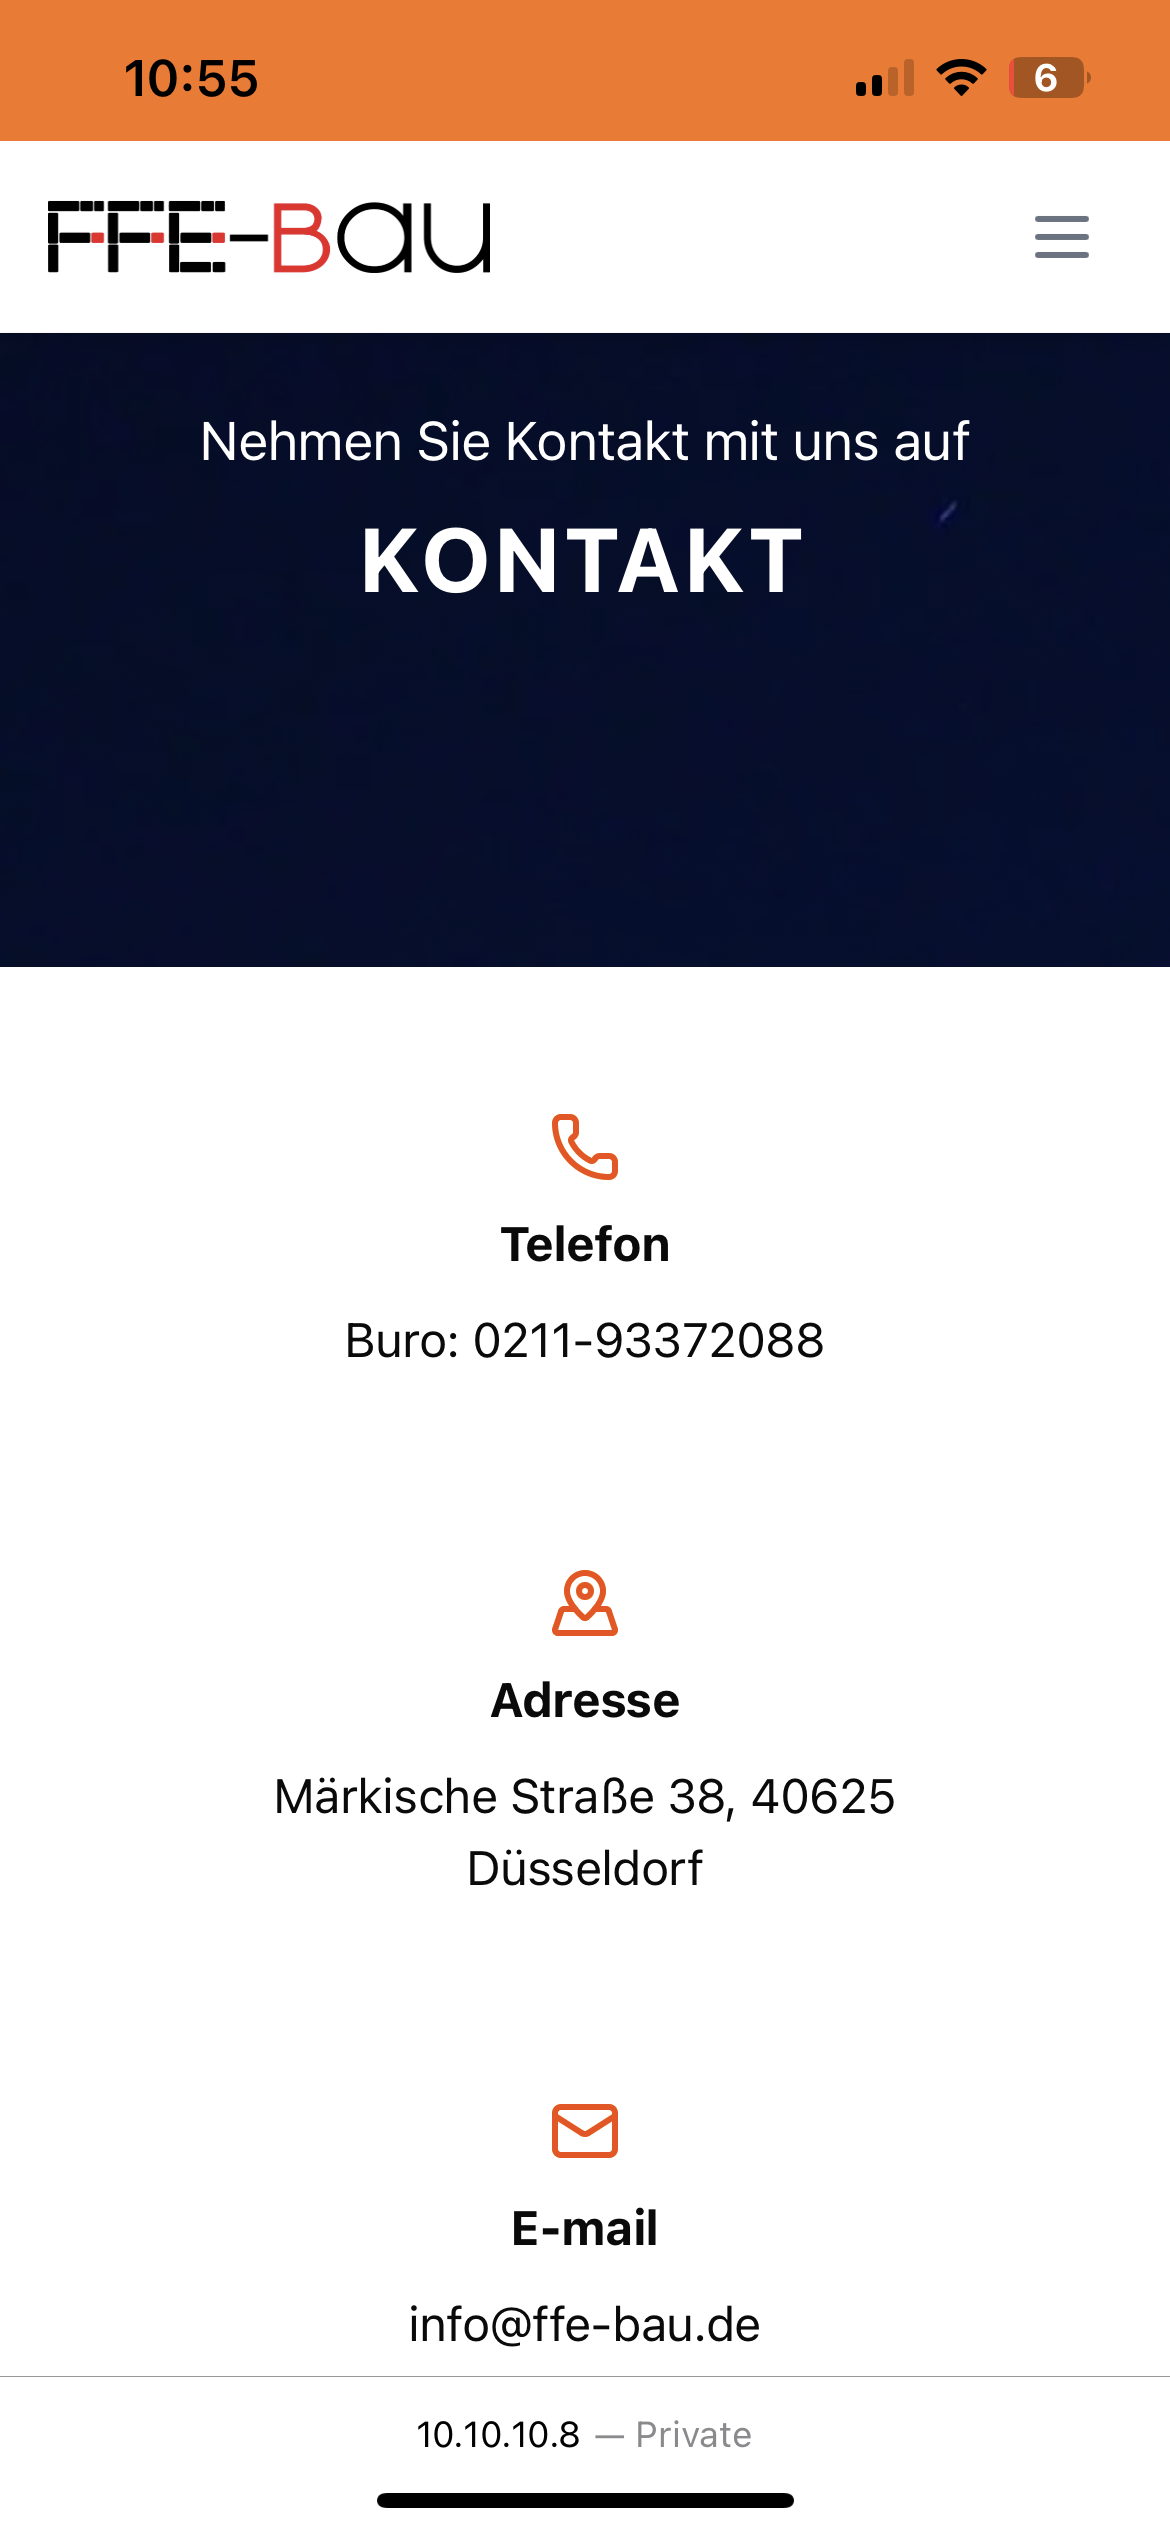 10:55
6
FFE-Bau
Nehmen Sie Kontakt mit uns auf
KONTAKT
Telefon
Buro: 0211-93372088
Adresse
Märkische Straße 38, 40625
Düsseldorf
E-mail
info@ffe-bau.de
10.10.10.8 — Private